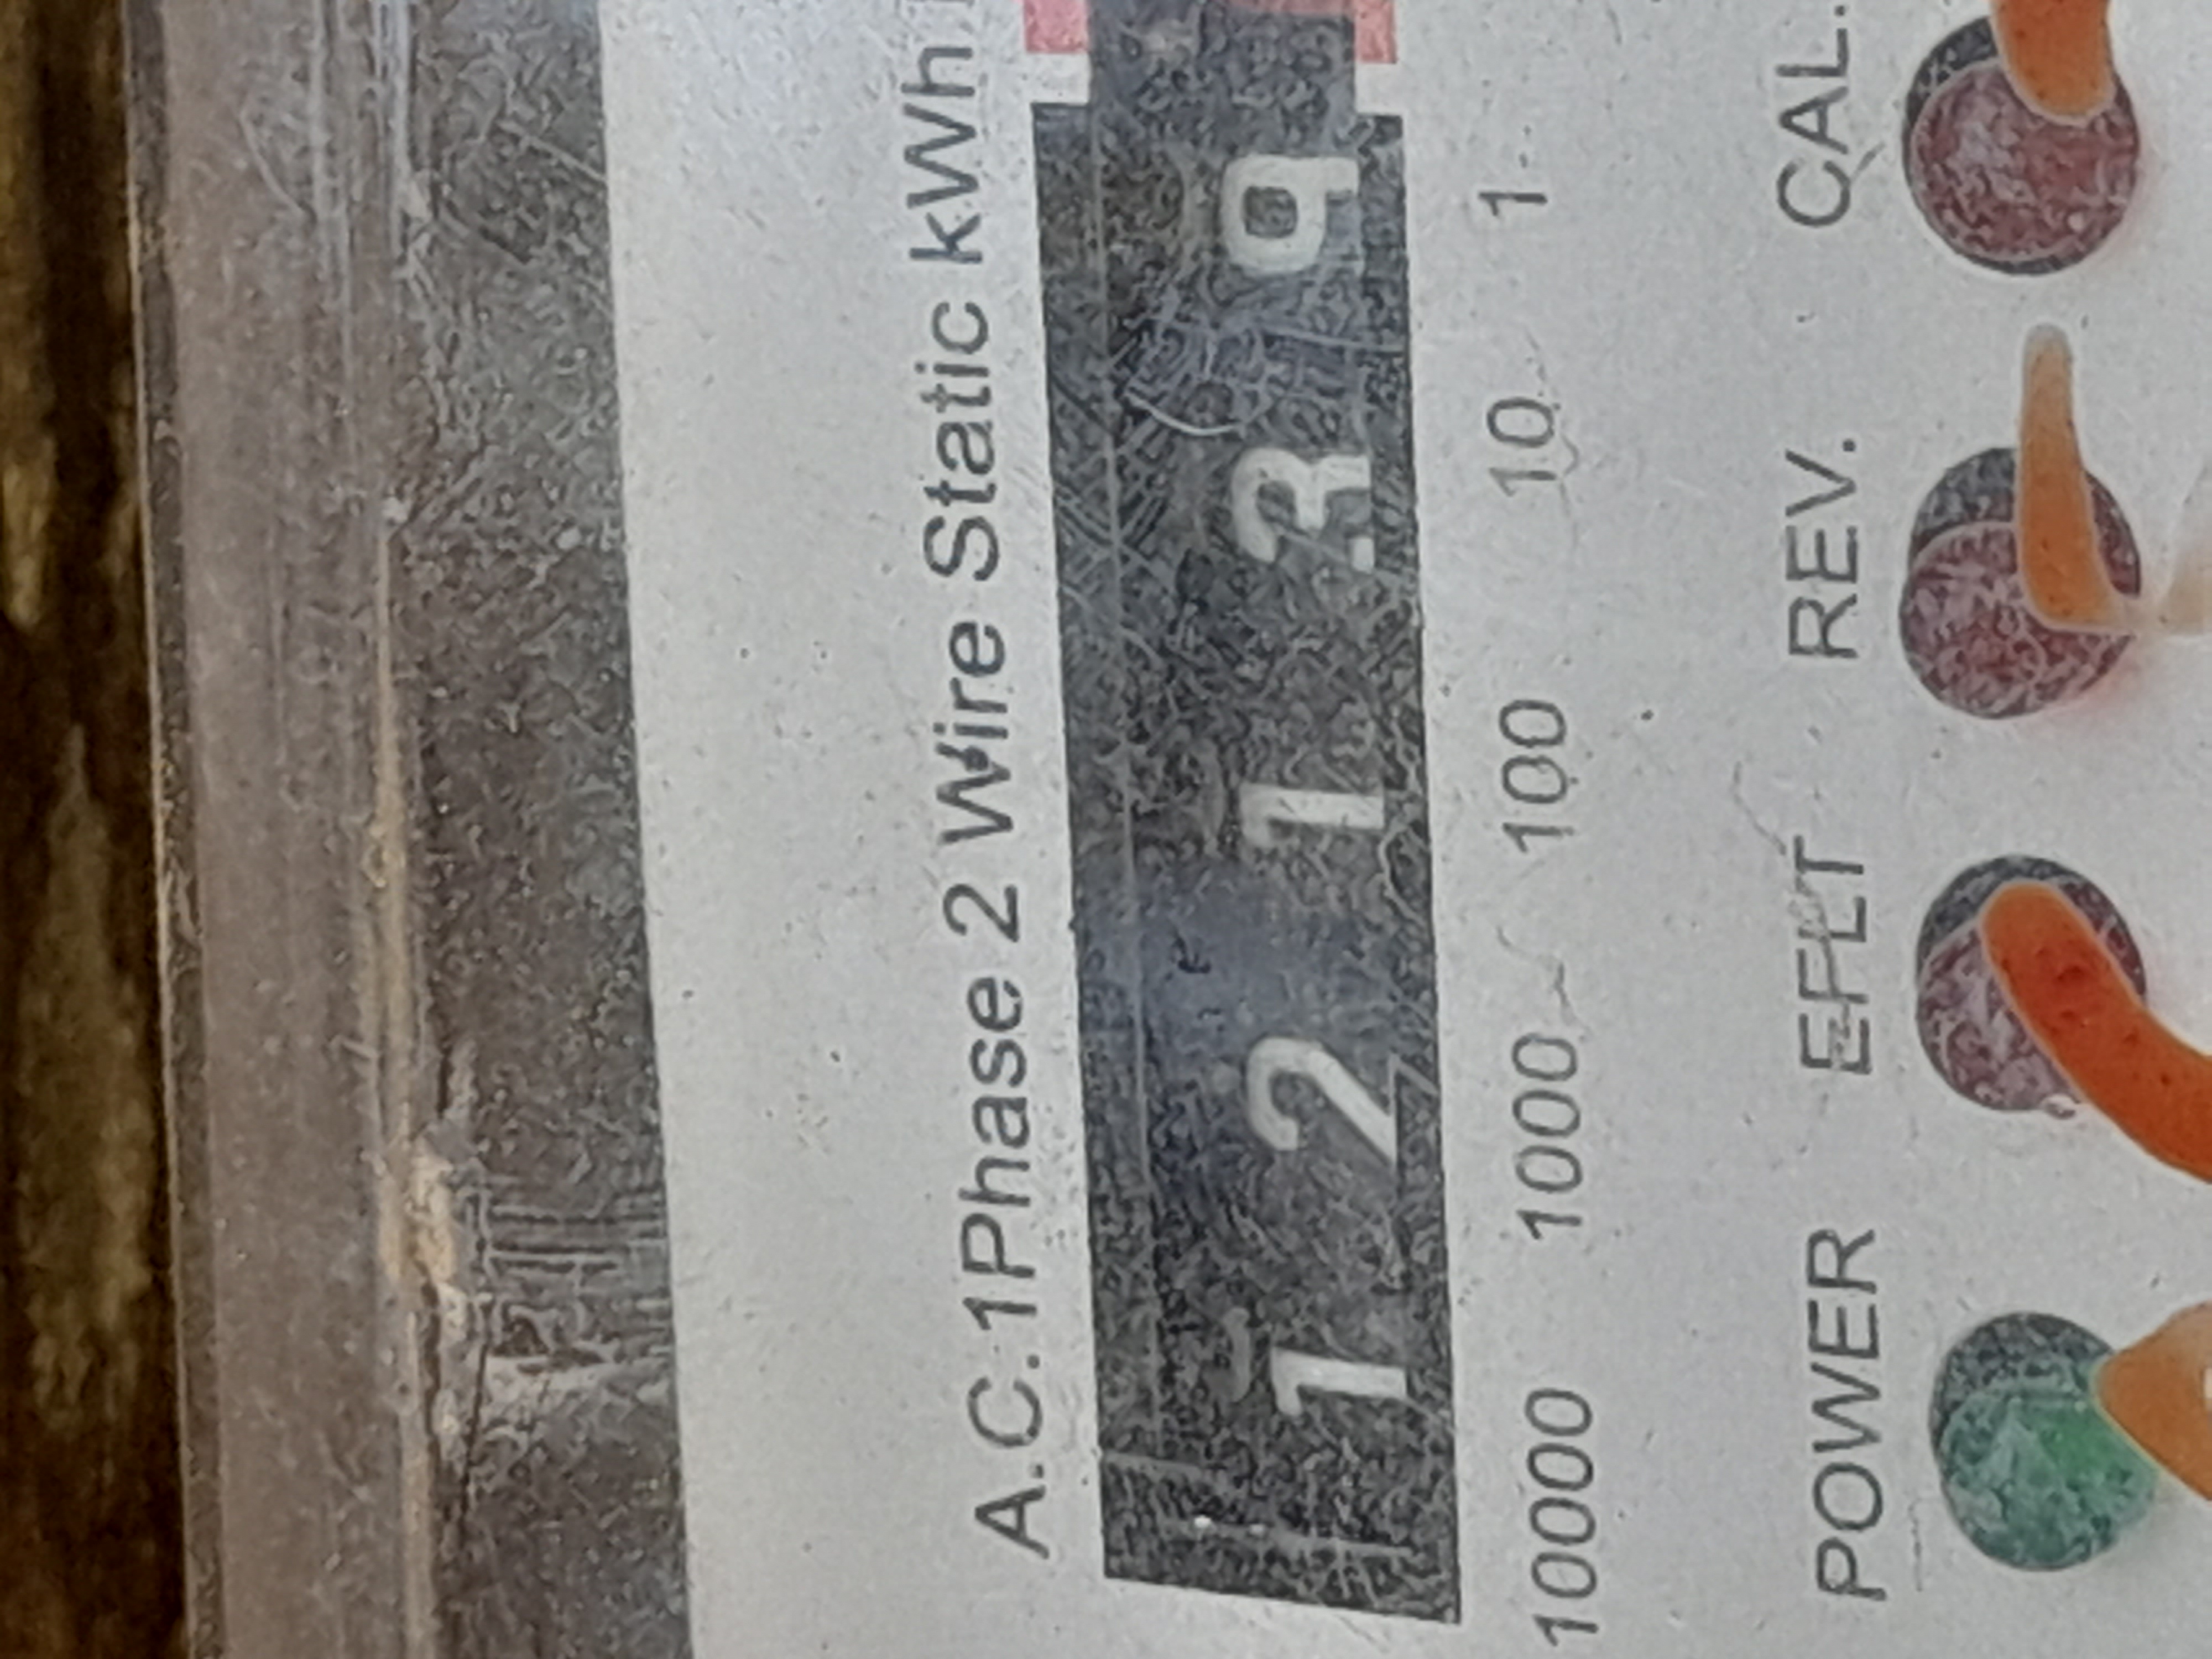 A.C.1Phase 2 Wire Static kWh
1 2 1 3 9
10000 1000 100 10 1
POWER EFLT REV. CAL.